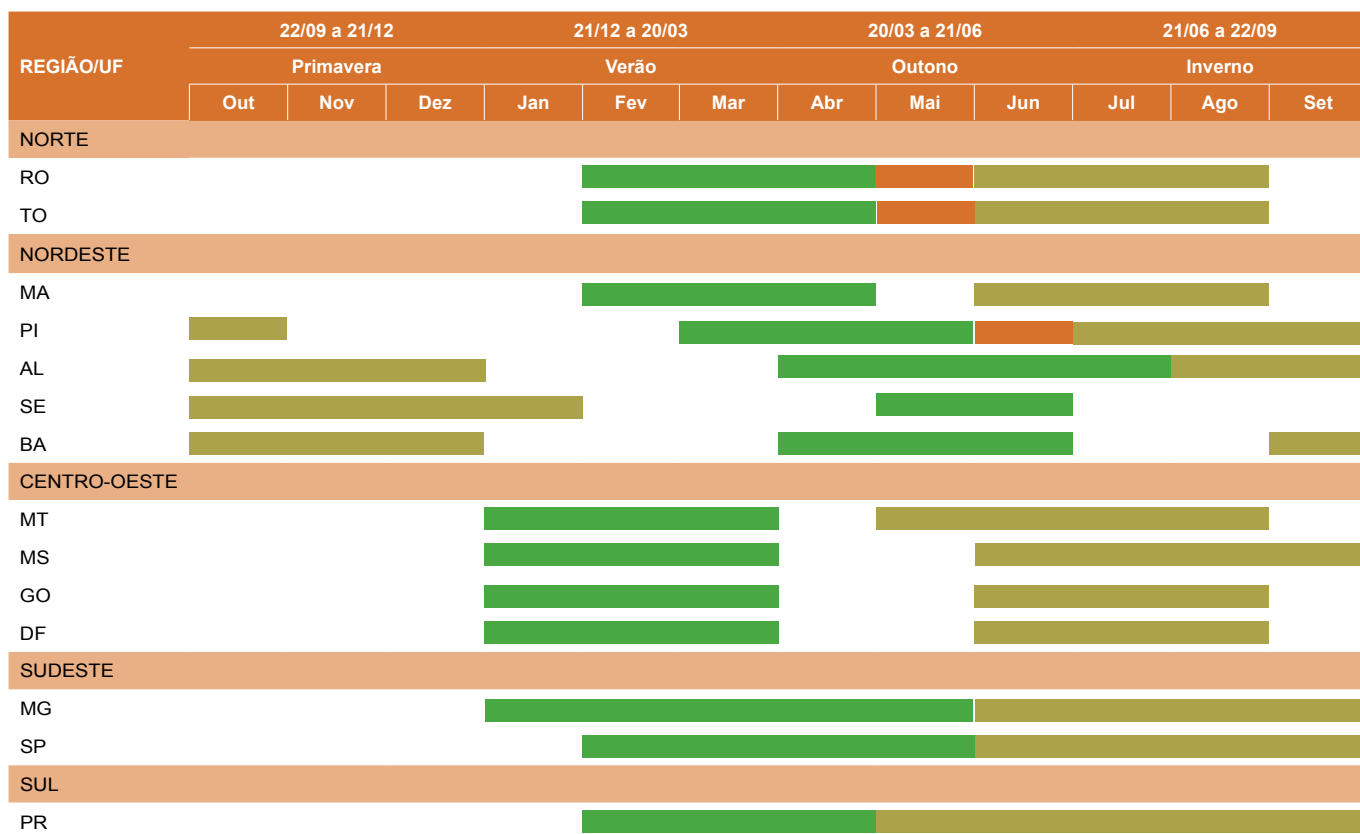 22/09 a 21/12 21/12 a 20/03 20/03 a 21/06 21/06 a 22/09
REGIÃO/UF Primavera Verão Outono Inverno
Out Nov Dez Jan Fev Mar Abr Mai Jun Jul Ago Set
NORTE
RO
TO
NORDESTE
MA
PI
AL
SE
BA
CENTRO-OESTE
MT
MS
GO
DF
SUDESTE
MG
SP
SUL
PR